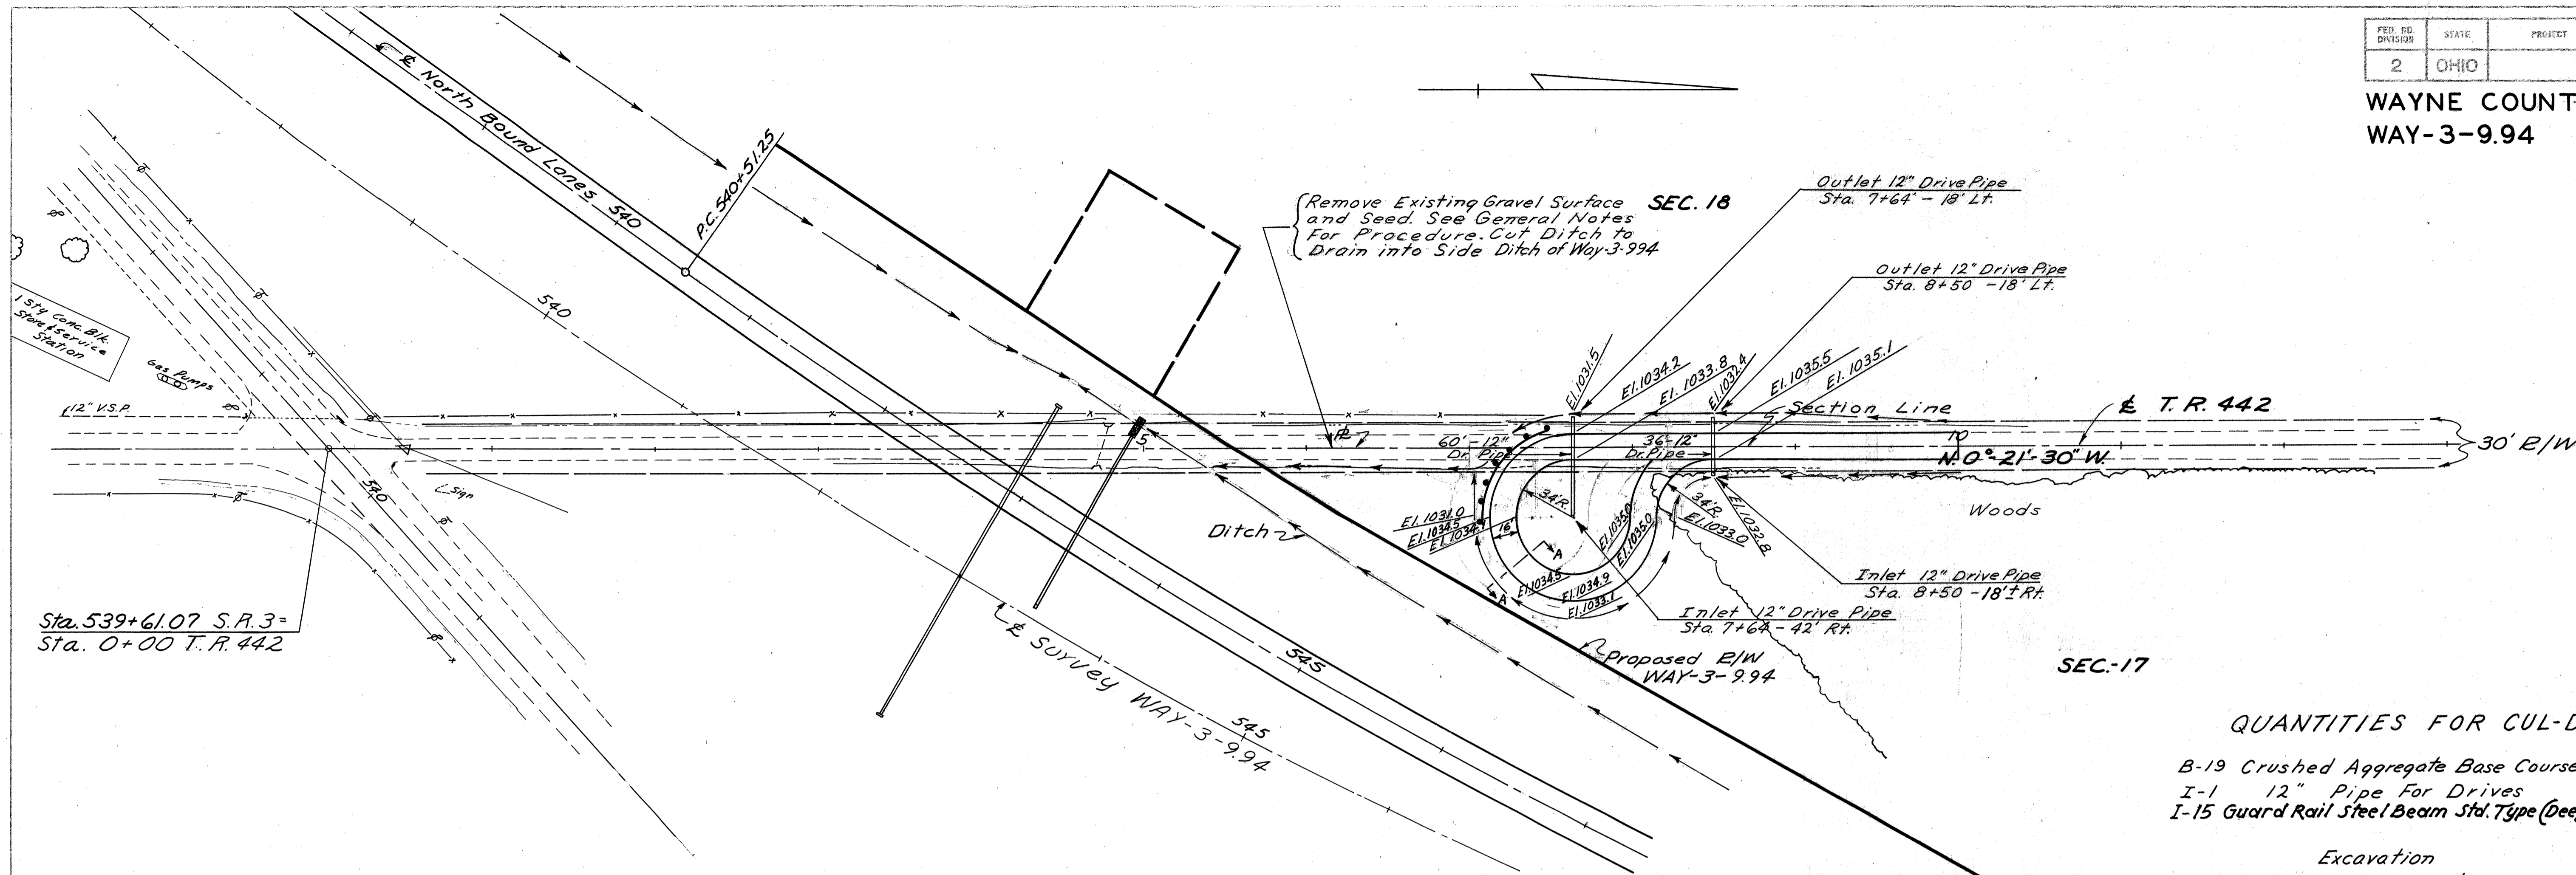 FED. RD. DIVISION
STATE
PROJECT
2
OHIO
WAYNE COUNT
WAY-3-9.94
℄ North Bound Lanes 540
P.C. 540+51.25
{Remove Existing Gravel Surface
and Seed. See General Notes
For Procedure. Cut Ditch to
Drain into Side Ditch of Way-3-994
SEC. 18
Outlet 12" Drive Pipe
Sta. 7+64' - 18' Lt.
Outlet 12" Drive Pipe
Sta. 8+50 - 18' Lt.
540
1 Sty Conc. Blk.
Store & Service
Station
Gas Pumps
12" V.S.P.
El. 1031.5
El. 1034.2
El. 1033.8
El. 1032.4
El. 1035.5
El. 1035.1
Section Line
℄ T.R. 442
30' R/W
5
60'-12"
Dr. Pipe
36'-12"
Dr. Pipe
10
N. 0°-21'-30" W.
540
Sign
34'R.
34'R.
El. 1033.0
El. 1032.8
Woods
El. 1031.0
El. 1034.5
El. 1034.1
16'
El. 1035.0
El. 1035.0
Ditch
A
A
El. 1034.5
El. 1034.9
El. 1033.1
Inlet 12" Drive Pipe
Sta. 8+50 - 18'± Rt.
Inlet 12" Drive Pipe
Sta. 7+64 - 42' Rt.
Sta. 539+61.07 S.R. 3=
Sta. 0+00 T.R. 442
℄ Survey WAY-3-9.94
545
545
Proposed R/W
WAY-3-9.94
SEC.-17
QUANTITIES FOR CUL-D
B-19 Crushed Aggregate Base Course
I-1 12" Pipe For Drives
I-15 Guard Rail Steel Beam Std. Type (Dee
Excavation